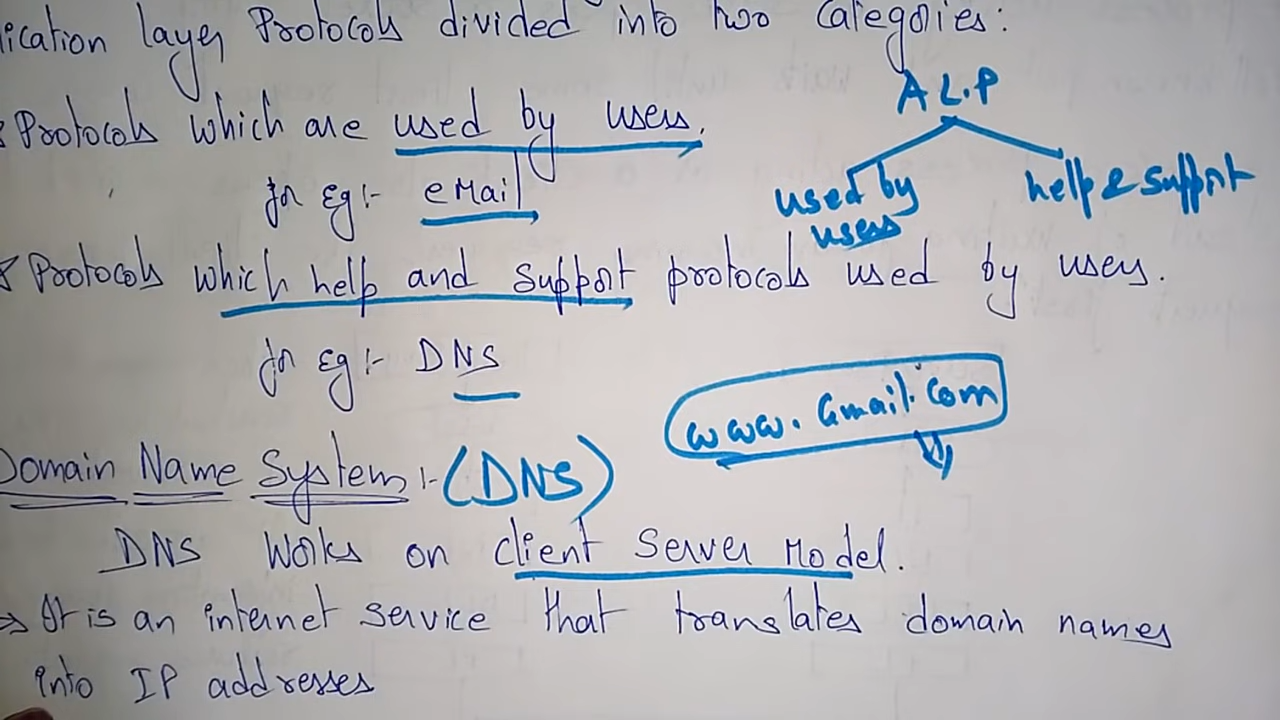 ication layer Protocols divided into two categories:
A L.P
Protocols which are used by users.
used by
users
help & support
for Eg:- eMail
Protocols which help and support protocols used by users.
for Eg:- DNS
www.Gmail.com
Domain Name System:- (DNS)
DNS works on client server Model.
⇒ It is an internet service that translates domain names
into IP addresses